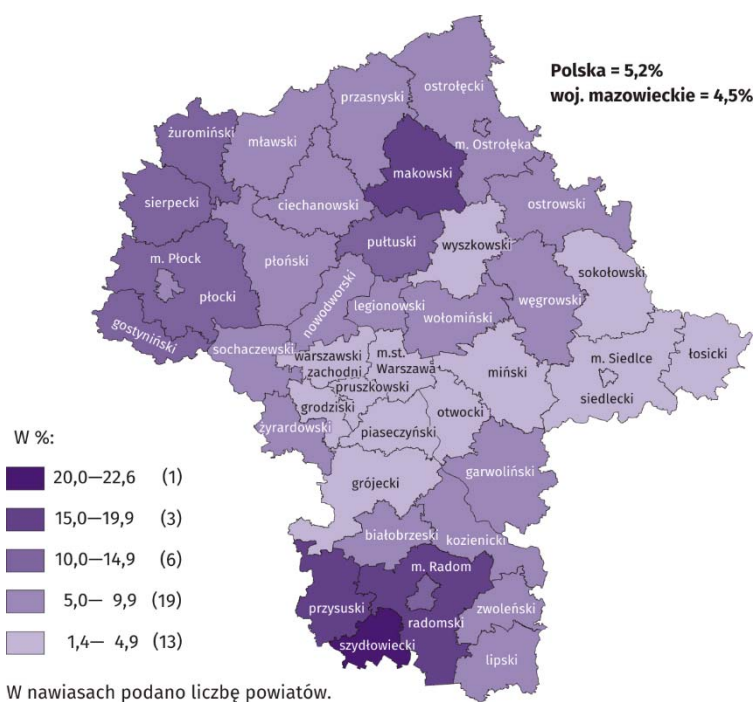 Polska = 5,2%
woj. mazowieckie = 4,5%
ostrołęcki
przasnyski
żuromiński
mławski
m. Ostrołęka
makowski
sierpecki
ciechanowski
ostrowski
pułtuski
wyszkowski
m. Płock
płoński
sokołowski
płocki
nowodworski
legionowski
węgrowski
wołomiński
gostyniński
sochaczewski
warszawski
zachodni
m.st.
Warszawa
m. Siedlce
łosicki
miński
pruszkowski
siedlecki
grodziski
otwocki
żyrardowski
piaseczyński
garwoliński
grójecki
białobrzeski
kozienicki
m. Radom
przysuski
zwoleński
radomski
szydłowiecki
lipski
W %:
20,0—22,6 (1)
15,0—19,9 (3)
10,0—14,9 (6)
5,0— 9,9 (19)
1,4— 4,9 (13)
W nawiasach podano liczbę powiatów.